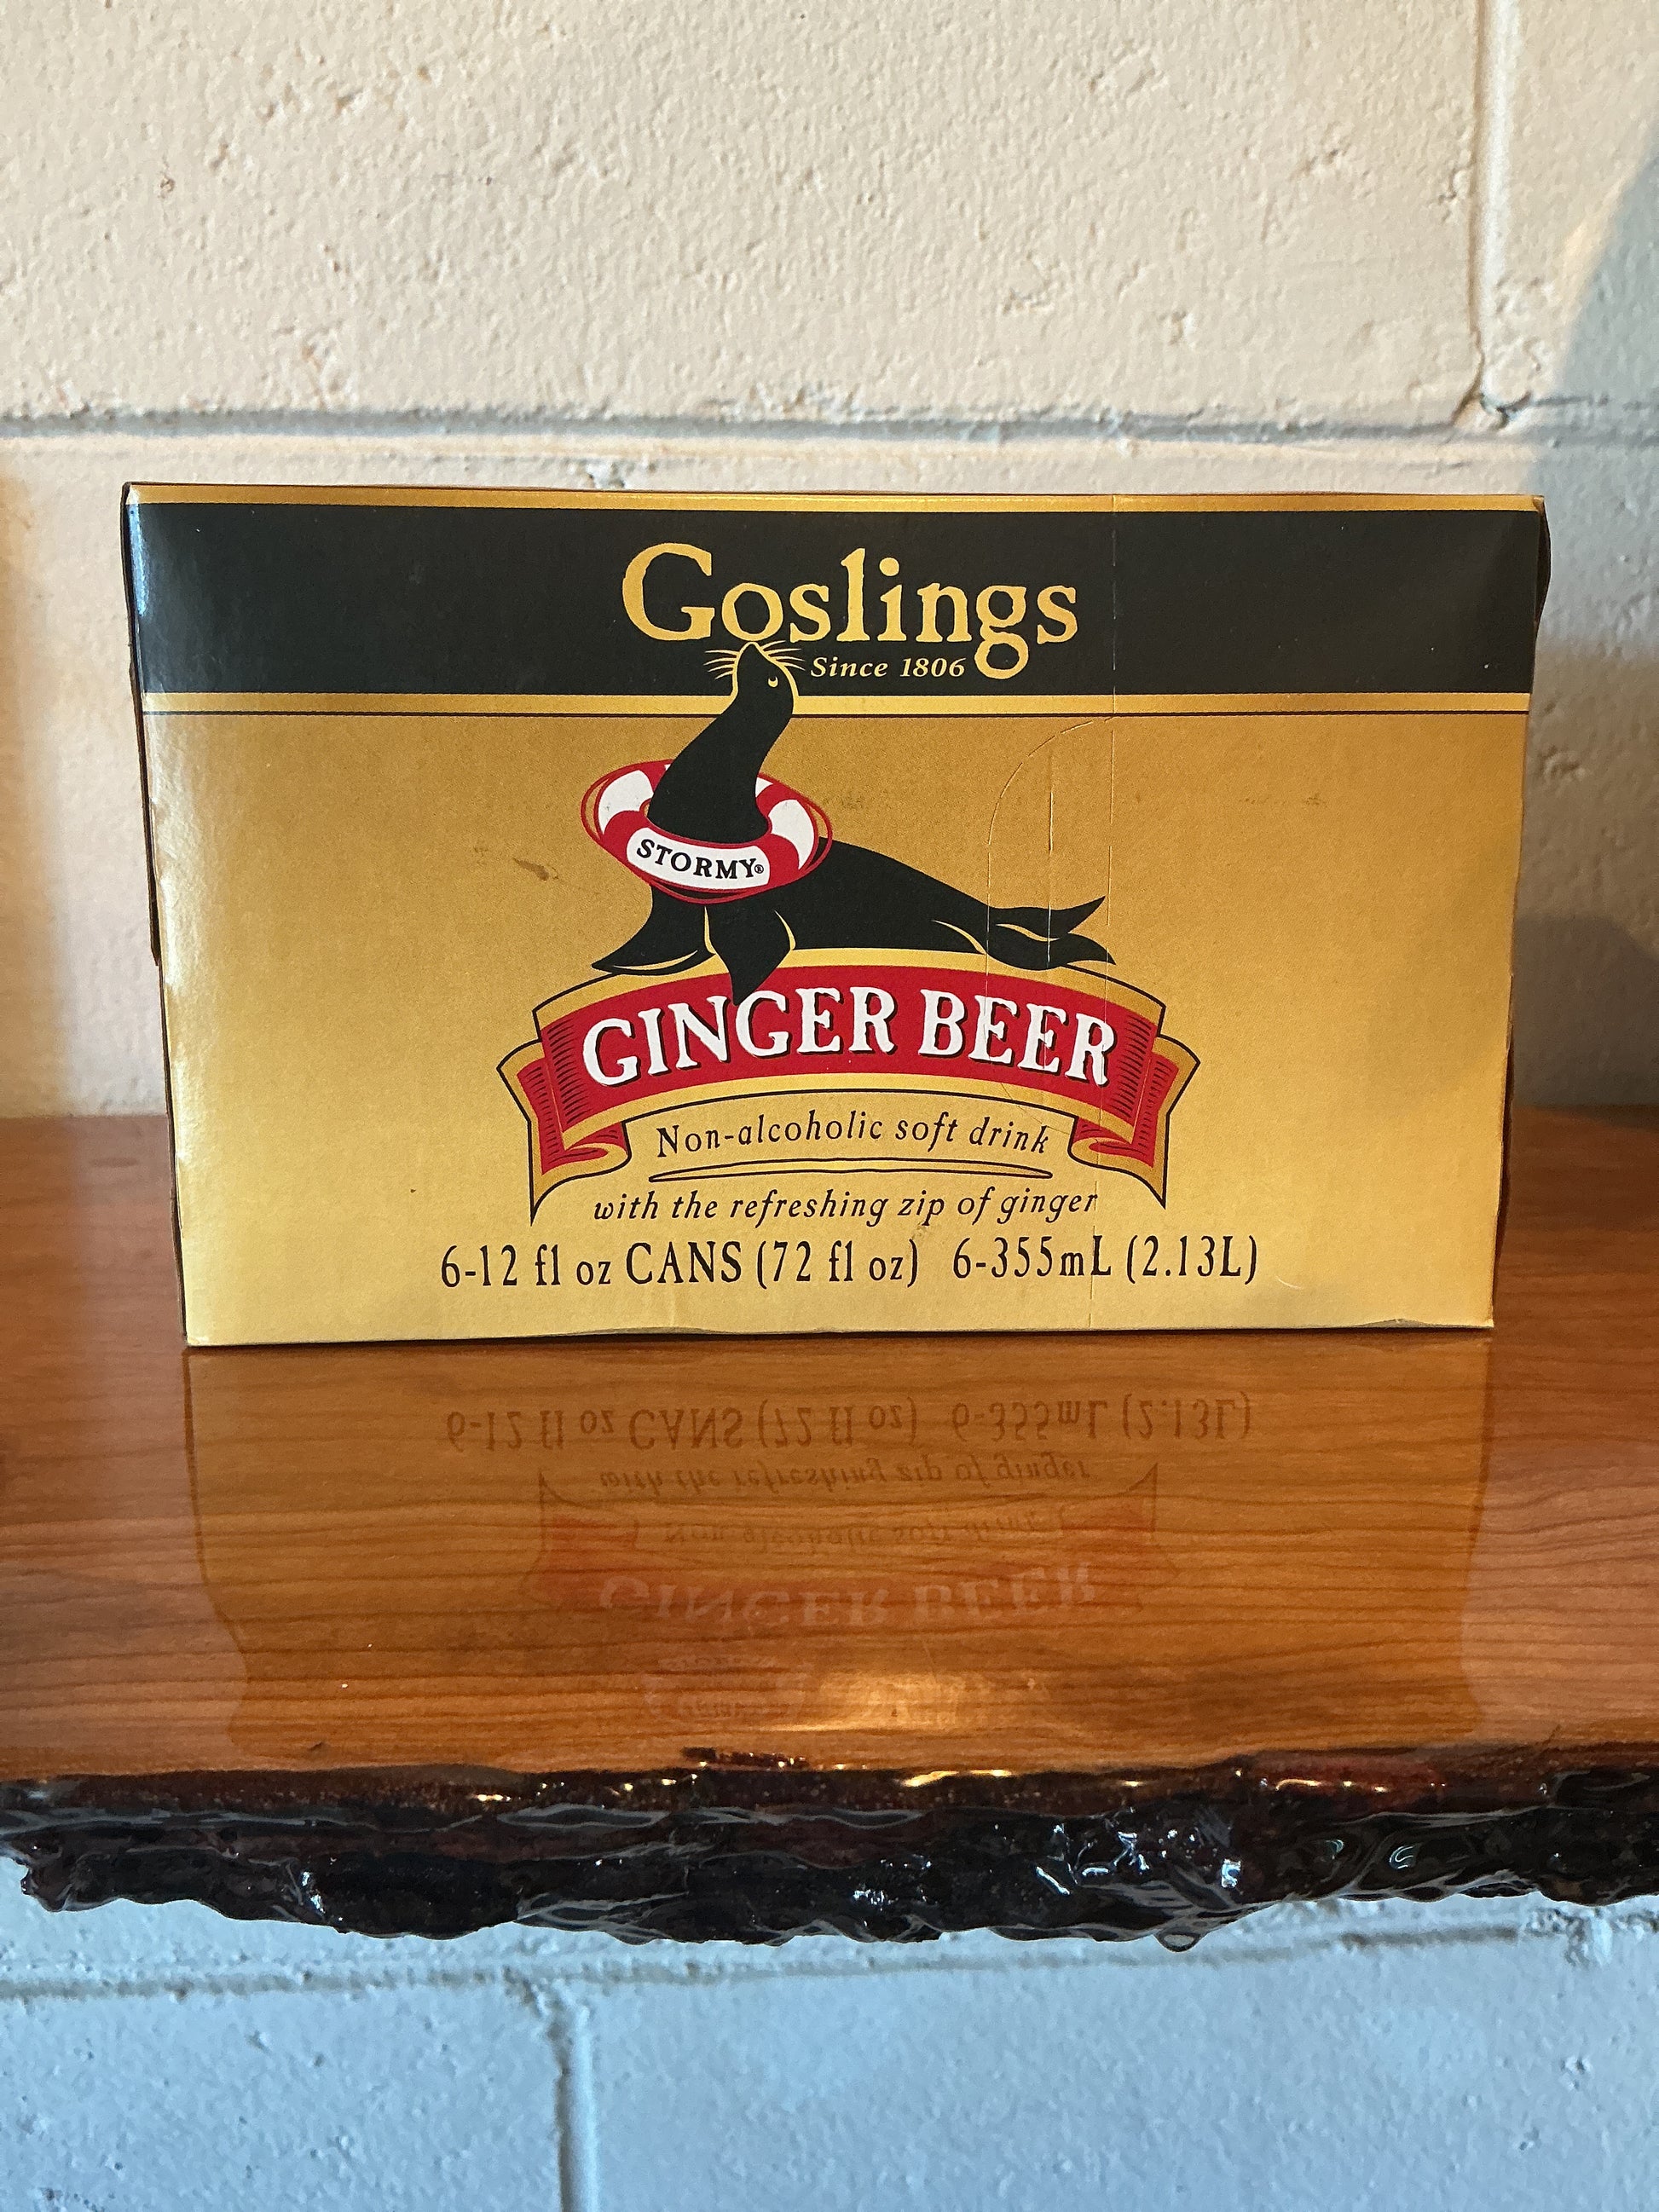 Goslings
Since 1806
STORMY®
GINGER BEER
Non-alcoholic soft drink
with the refreshing zip of ginger
6-12 fl oz CANS (72 fl oz) 6-355mL (2.13L)